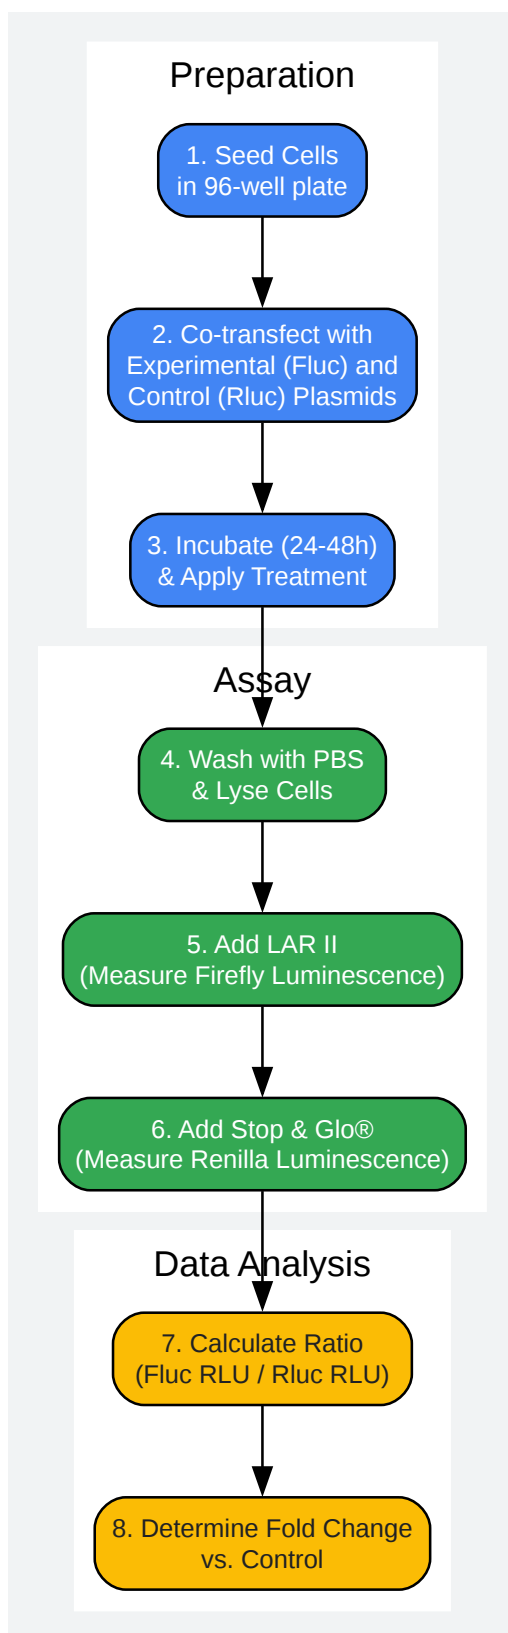 Preparation
1. Seed Cells
in 96-well plate
2. Co-transfect with
Experimental (Fluc) and
Control (Rluc) Plasmids
3. Incubate (24-48h)
& Apply Treatment
Assay
4. Wash with PBS
& Lyse Cells
5. Add LAR II
(Measure Firefly Luminescence)
6. Add Stop & Glo®
(Measure Renilla Luminescence)
Data Analysis
7. Calculate Ratio
(Fluc RLU / Rluc RLU)
8. Determine Fold Change
vs. Control